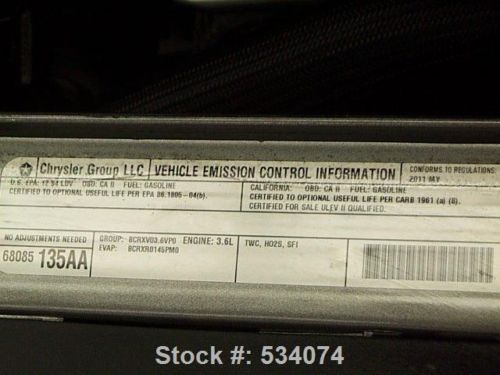 Chrysler Group LLC VEHICLE EMISSION CONTROL INFORMATION CONFORMS TO REGULATIONS:
2011 MY
U.S. EPA: T2 B4 LDV OBD: CA II FUEL: GASOLINE
CERTIFIED TO OPTIONAL USEFUL LIFE PER EPA 86.1805-04(b).
CALIFORNIA: OBD: CA II FUEL: GASOLINE
CERTIFIED TO OPTIONAL USEFUL LIFE PER CARB 1961 (a) (8).
CERTIFIED FOR SALE ULEV II QUALIFIED.
NO ADJUSTMENTS NEEDED
68085 135AA
GROUP: BCRXV03.6VP0 ENGINE: 3.6L
EVAP: BCRXR0145PM0
TWC, HO2S, SFI
Stock #: 534074